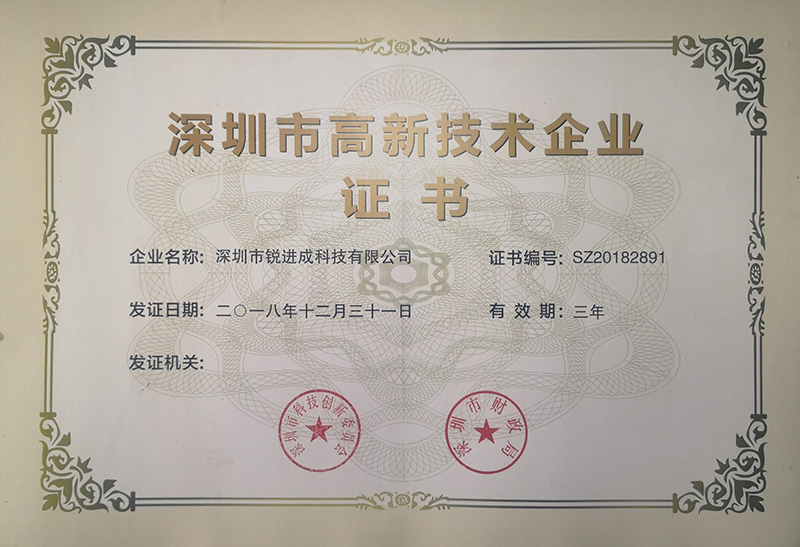 深圳市高新技术企业
证书
企业名称：深圳市锐进成科技有限公司 证书编号：SZ20182891
发证日期：二〇一八年十二月三十一日 有 效 期：三年
发证机关：
深圳市科技创新委员会
深圳市财政局